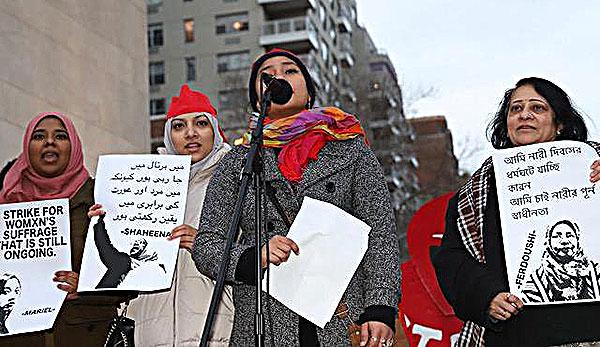 STRIKE FOR
WOMXN'S
SUFFRAGE
THAT IS STILL
ONGOING.
-MARIEL-
میں ہڑتال میں
جا رہی ہوں کیونکہ
میں مرد اور عورت
کی برابری میں
یقین رکھتی ہوں
-SHAHEENA-
আমি নারী দিবসের
ধর্মঘটে যাচ্ছি
কারন
আমি চাই নারীর পূর্ন
স্বাধীনতা
-FERDOUSHI-